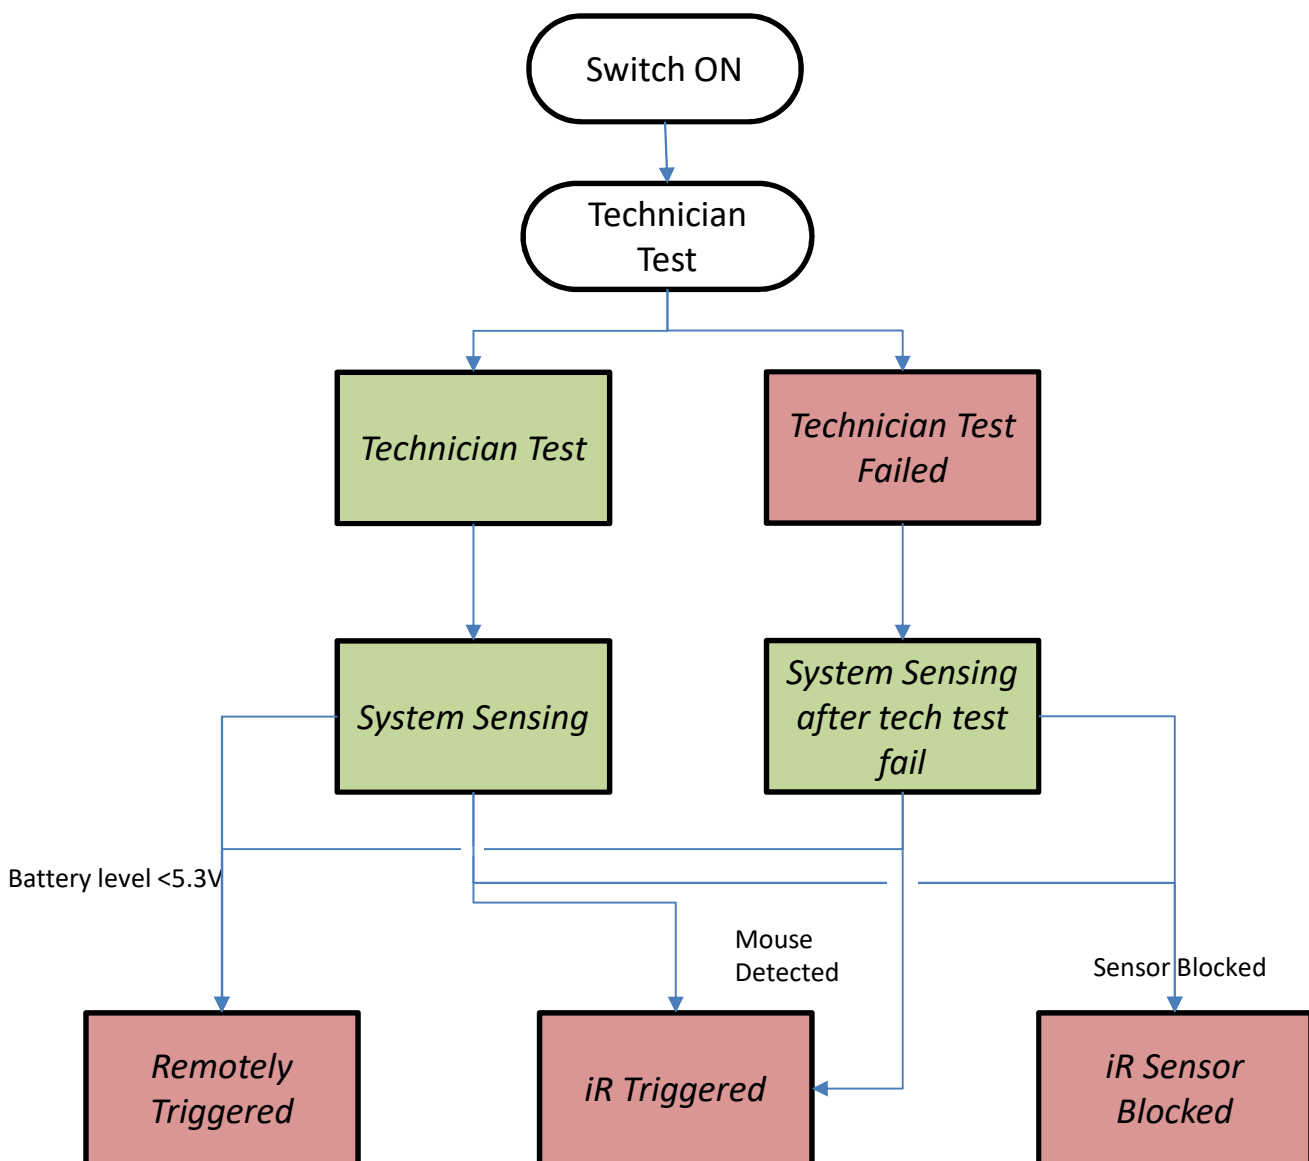 Switch ON
Technician
Test
Technician Test
Technician Test
Failed
System Sensing
System Sensing
after tech test
fail
Battery level <5.3V
Mouse
Detected
Sensor Blocked
Remotely
Triggered
iR Triggered
iR Sensor
Blocked